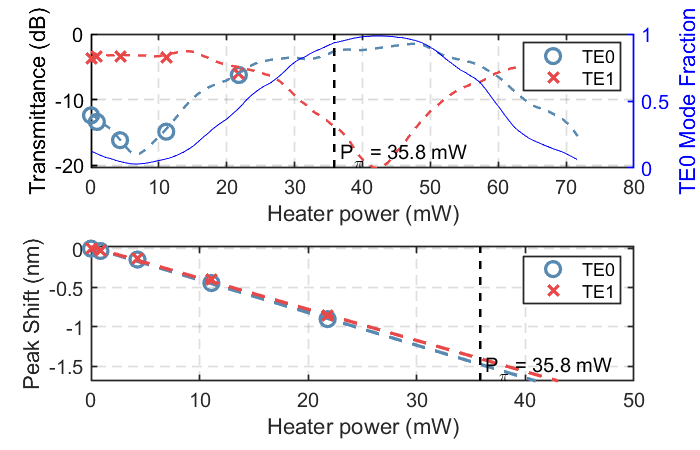 Transmittance (dB)
0
-10
-20
TE0
TE1
P_π = 35.8 mW
1
0.5
0
TE0 Mode Fraction
0 10 20 30 40 50 60 70 80
Heater power (mW)
Peak Shift (nm)
0
-0.5
-1
-1.5
TE0
TE1
P_π = 35.8 mW
0 10 20 30 40 50
Heater power (mW)